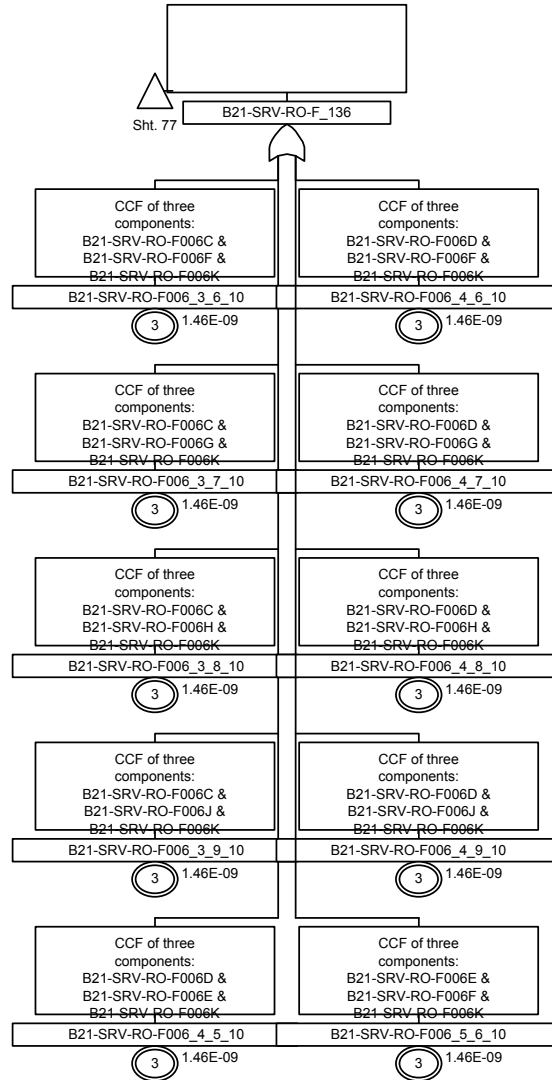 B21-SRV-RO-F_136
Sht. 77
CCF of three
components:
B21-SRV-RO-F006C &
B21-SRV-RO-F006F &
B21-SRV-RO-F006K
B21-SRV-RO-F006_3_6_10
3
1.46E-09
CCF of three
components:
B21-SRV-RO-F006D &
B21-SRV-RO-F006F &
B21-SRV-RO-F006K
B21-SRV-RO-F006_4_6_10
3
1.46E-09
CCF of three
components:
B21-SRV-RO-F006C &
B21-SRV-RO-F006G &
B21-SRV-RO-F006K
B21-SRV-RO-F006_3_7_10
3
1.46E-09
CCF of three
components:
B21-SRV-RO-F006D &
B21-SRV-RO-F006G &
B21-SRV-RO-F006K
B21-SRV-RO-F006_4_7_10
3
1.46E-09
CCF of three
components:
B21-SRV-RO-F006C &
B21-SRV-RO-F006H &
B21-SRV-RO-F006K
B21-SRV-RO-F006_3_8_10
3
1.46E-09
CCF of three
components:
B21-SRV-RO-F006D &
B21-SRV-RO-F006H &
B21-SRV-RO-F006K
B21-SRV-RO-F006_4_8_10
3
1.46E-09
CCF of three
components:
B21-SRV-RO-F006C &
B21-SRV-RO-F006J &
B21-SRV-RO-F006K
B21-SRV-RO-F006_3_9_10
3
1.46E-09
CCF of three
components:
B21-SRV-RO-F006D &
B21-SRV-RO-F006J &
B21-SRV-RO-F006K
B21-SRV-RO-F006_4_9_10
3
1.46E-09
CCF of three
components:
B21-SRV-RO-F006D &
B21-SRV-RO-F006E &
B21-SRV-RO-F006K
B21-SRV-RO-F006_4_5_10
3
1.46E-09
CCF of three
components:
B21-SRV-RO-F006E &
B21-SRV-RO-F006F &
B21-SRV-RO-F006K
B21-SRV-RO-F006_5_6_10
3
1.46E-09